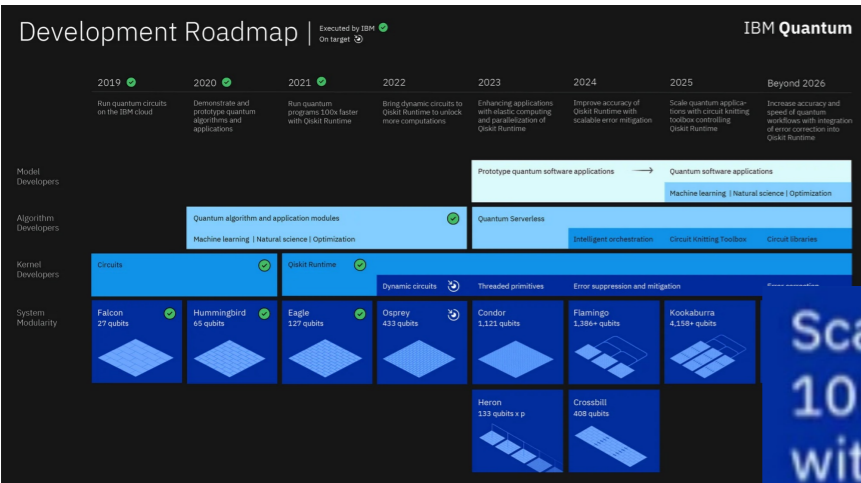 Development Roadmap | Executed by IBM
On target
IBM Quantum
2019
2020
2021
2022
2023
2024
2025
Beyond 2026
Run quantum circuits
on the IBM cloud
Demonstrate and
prototype quantum
algorithms and
applications
Run quantum
programs 100x faster
with Qiskit Runtime
Bring dynamic circuits to
Qiskit Runtime to unlock
more computations
Enhancing applications
with elastic computing
and parallelization of
Qiskit Runtime
Improve accuracy of
Qiskit Runtime with
scalable error mitigation
Scale quantum applica-
tions with circuit knitting
toolbox controlling
Qiskit Runtime
Increase accuracy and
speed of quantum
workflows with integration
of error correction into
Qiskit Runtime
Model
Developers
Prototype quantum software applications →
Quantum software applications
Machine learning | Natural science | Optimization
Algorithm
Developers
Quantum algorithm and application modules
Machine learning | Natural science | Optimization
Quantum Serverless
Intelligent orchestration
Circuit Knitting Toolbox
Circuit libraries
Kernel
Developers
Circuits
Qiskit Runtime
Dynamic circuits
Threaded primitives
Error suppression and mitigation
System
Modularity
Falcon
27 qubits
Hummingbird
65 qubits
Eagle
127 qubits
Osprey
433 qubits
Condor
1,121 qubits
Flamingo
1,386+ qubits
Kookaburra
4,158+ qubits
Heron
133 qubits x p
Crossbill
408 qubits
10